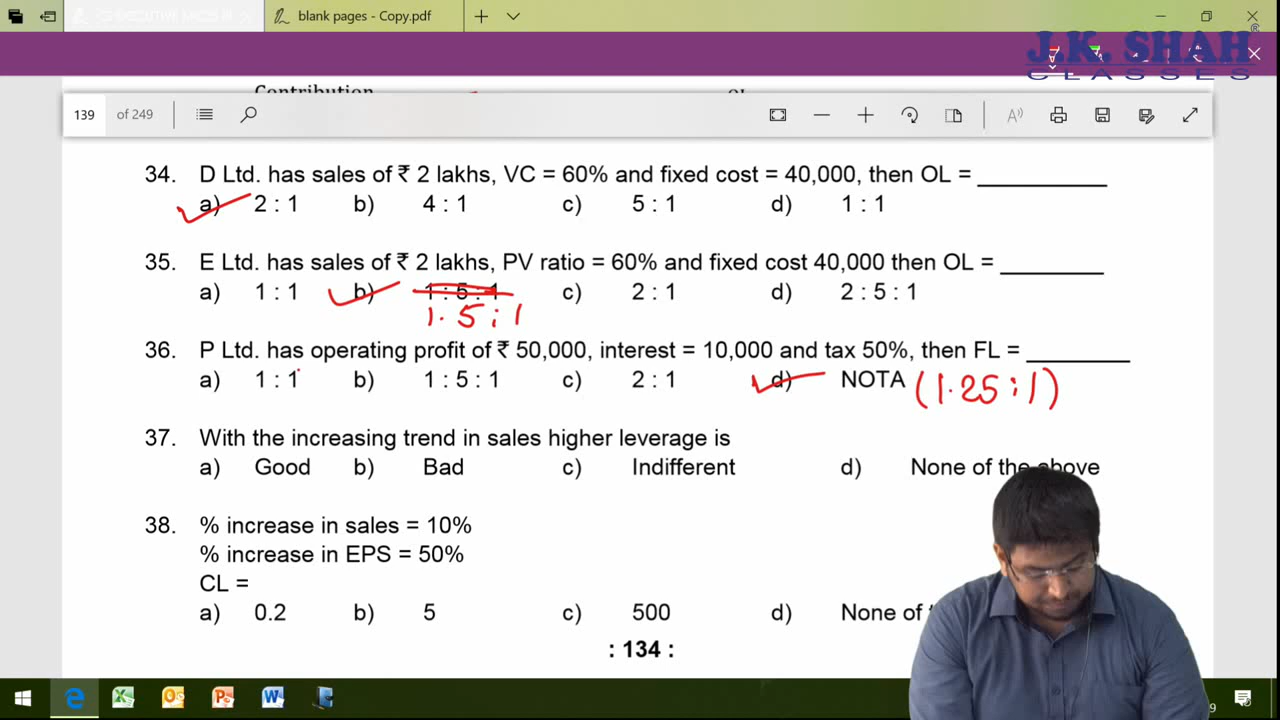 blank pages - Copy.pdf
J.K. SHAH
®
CLASSES
139 of 249
34. D Ltd. has sales of ₹ 2 lakhs, VC = 60% and fixed cost = 40,000, then OL = __________
a) 2 : 1 b) 4 : 1 c) 5 : 1 d) 1 : 1
35. E Ltd. has sales of ₹ 2 lakhs, PV ratio = 60% and fixed cost 40,000 then OL = ________
a) 1 : 1 b) 1 : 5 : 1 c) 2 : 1 d) 2 : 5 : 1
1.5:1
36. P Ltd. has operating profit of ₹ 50,000, interest = 10,000 and tax 50%, then FL = ________
a) 1 : 1 b) 1 : 5 : 1 c) 2 : 1 d) NOTA (1.25:1)
37. With the increasing trend in sales higher leverage is
a) Good b) Bad c) Indifferent d) None of the above
38. % increase in sales = 10%
% increase in EPS = 50%
CL =
a) 0.2 b) 5 c) 500 d) None of
: 134 :